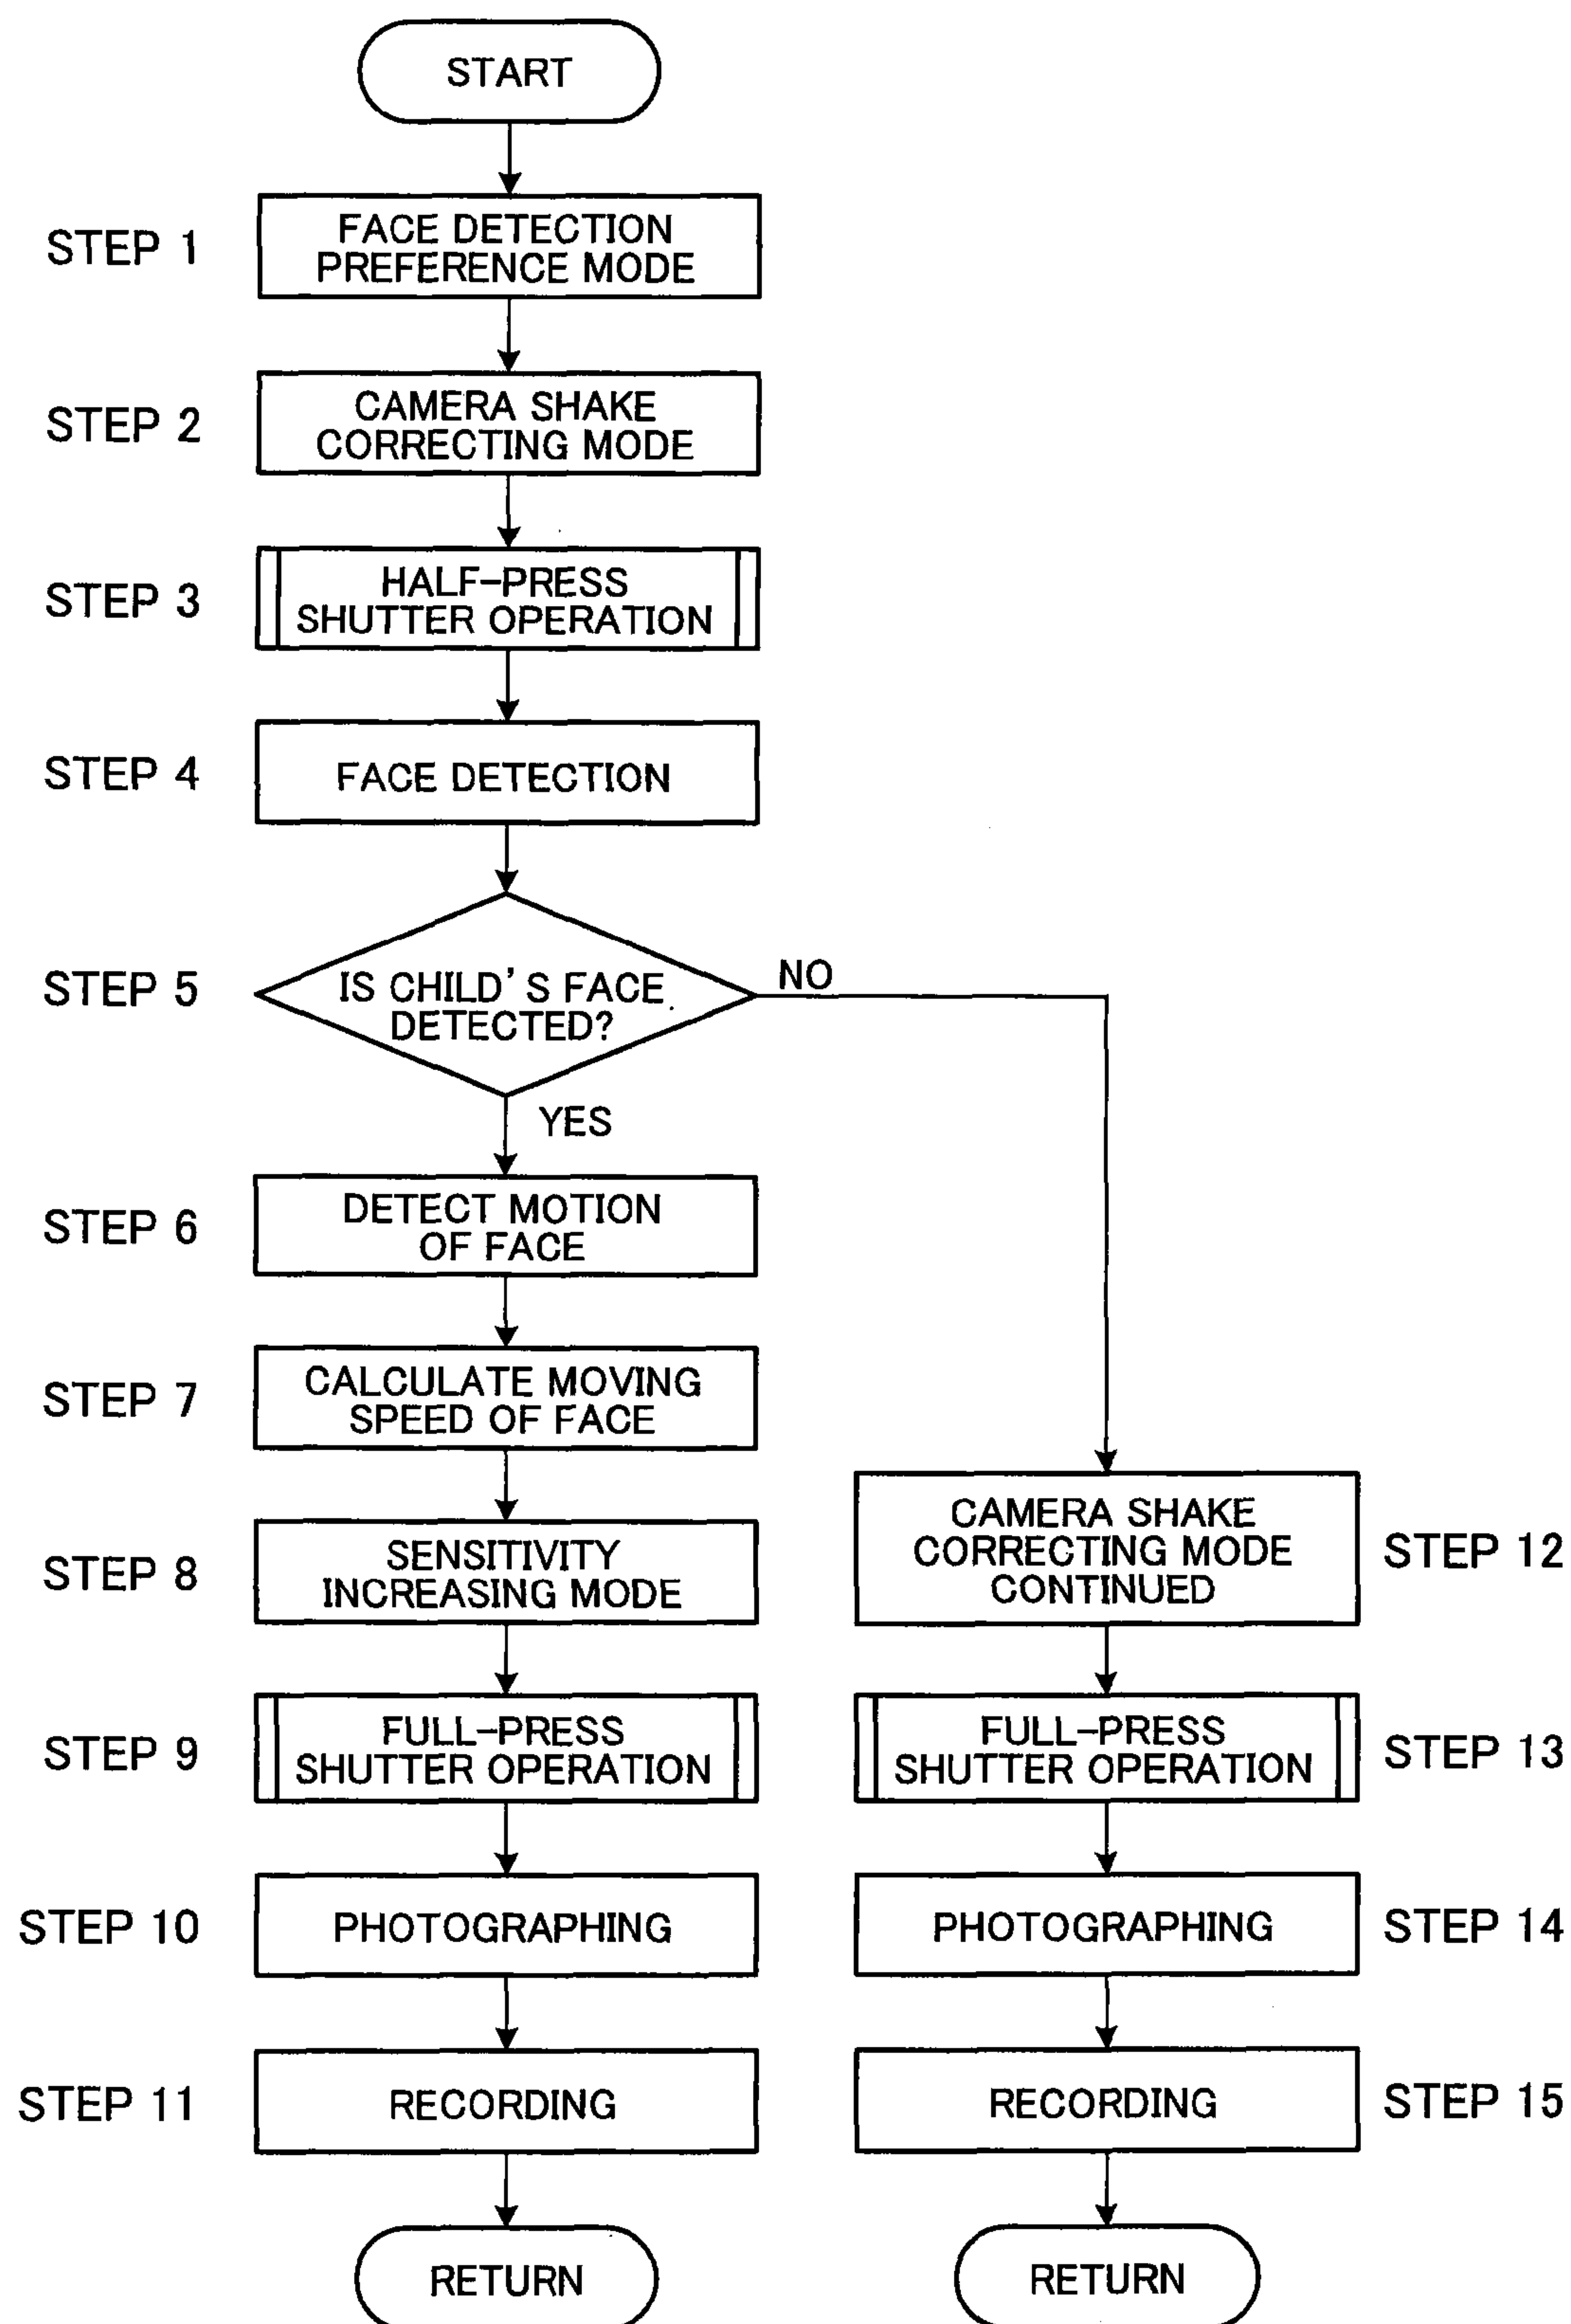 START
STEP 1
FACE DETECTION
PREFERENCE MODE
STEP 2
CAMERA SHAKE
CORRECTING MODE
STEP 3
HALF-PRESS
SHUTTER OPERATION
STEP 4
FACE DETECTION
STEP 5
IS CHILD'S FACE
DETECTED?
NO
YES
STEP 6
DETECT MOTION
OF FACE
STEP 7
CALCULATE MOVING
SPEED OF FACE
STEP 8
SENSITIVITY
INCREASING MODE
STEP 9
FULL-PRESS
SHUTTER OPERATION
STEP 10
PHOTOGRAPHING
STEP 11
RECORDING
RETURN
CAMERA SHAKE
CORRECTING MODE
CONTINUED
STEP 12
FULL-PRESS
SHUTTER OPERATION
STEP 13
PHOTOGRAPHING
STEP 14
RECORDING
STEP 15
RETURN